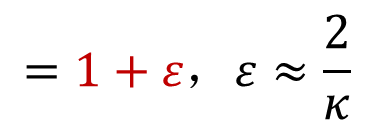 = 1 + ε，ε ≈ 2/κ